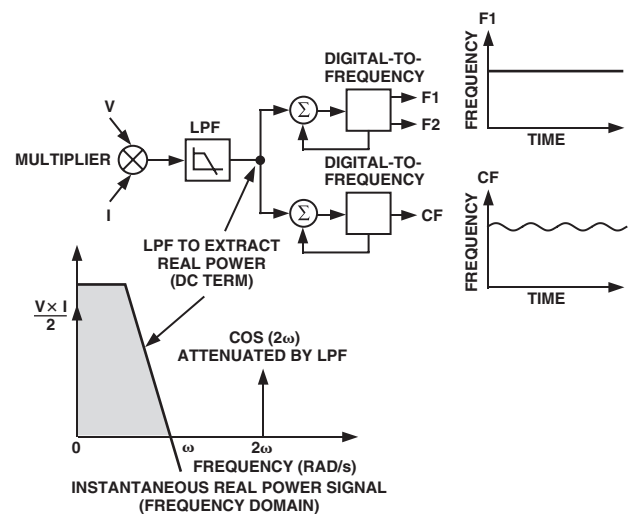 F1
FREQUENCY
TIME
DIGITAL-TO-
FREQUENCY
Σ
F1
F2
V
MULTIPLIER
I
LPF
DIGITAL-TO-
FREQUENCY
Σ
CF
CF
FREQUENCY
TIME
LPF TO EXTRACT
REAL POWER
(DC TERM)
V × I
2
COS (2ω)
ATTENUATED BY LPF
0
ω
2ω
FREQUENCY (RAD/s)
INSTANTANEOUS REAL POWER SIGNAL
(FREQUENCY DOMAIN)